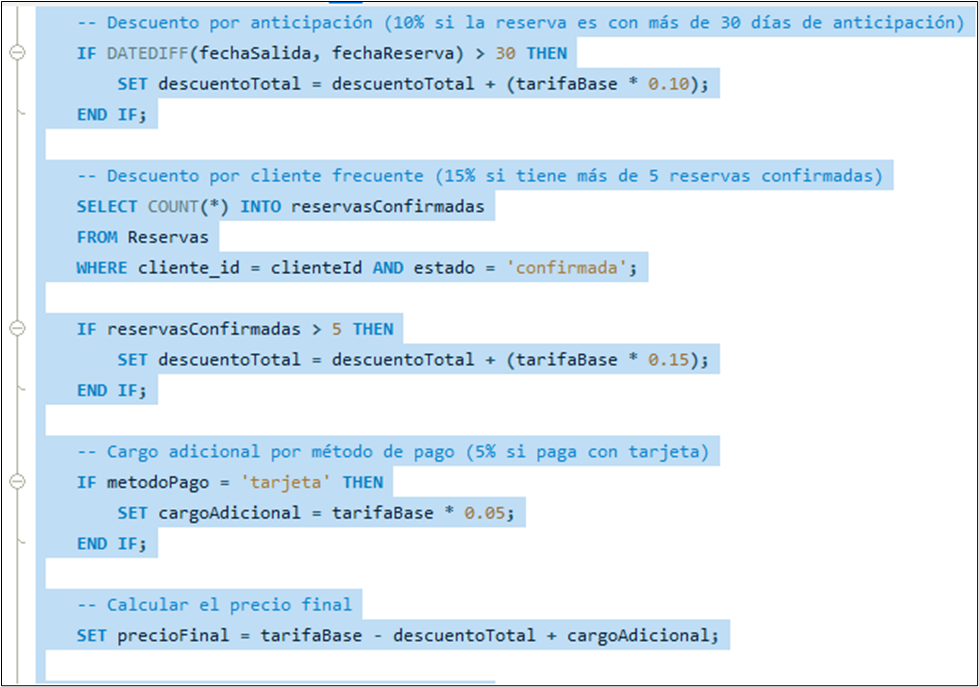 -- Descuento por anticipación (10% si la reserva es con más de 30 días de anticipación)
IF DATEDIFF(fechaSalida, fechaReserva) > 30 THEN
SET descuentoTotal = descuentoTotal + (tarifaBase * 0.10);
END IF;
-- Descuento por cliente frecuente (15% si tiene más de 5 reservas confirmadas)
SELECT COUNT(*) INTO reservasConfirmadas
FROM Reservas
WHERE cliente_id = clienteId AND estado = 'confirmada';
IF reservasConfirmadas > 5 THEN
SET descuentoTotal = descuentoTotal + (tarifaBase * 0.15);
END IF;
-- Cargo adicional por método de pago (5% si paga con tarjeta)
IF metodoPago = 'tarjeta' THEN
SET cargoAdicional = tarifaBase * 0.05;
END IF;
-- Calcular el precio final
SET precioFinal = tarifaBase - descuentoTotal + cargoAdicional;